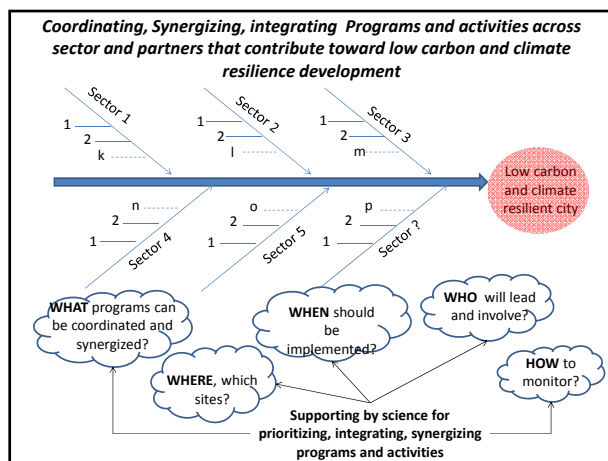 Coordinating, Synergizing, integrating Programs and activities across
sector and partners that contribute toward low carbon and climate
resilience development
Sector 1
1
2
k
Sector 2
1
2
l
Sector 3
1
2
m
Low carbon
and climate
resilient city
n
2
1
Sector 4
o
2
1
Sector 5
p
2
1
Sector ?
WHAT programs can
be coordinated and
synergized?
WHERE, which
sites?
WHEN should
be
implemented?
WHO will lead
and involve?
HOW to
monitor?
Supporting by science for
prioritizing, integrating, synergizing
programs and activities